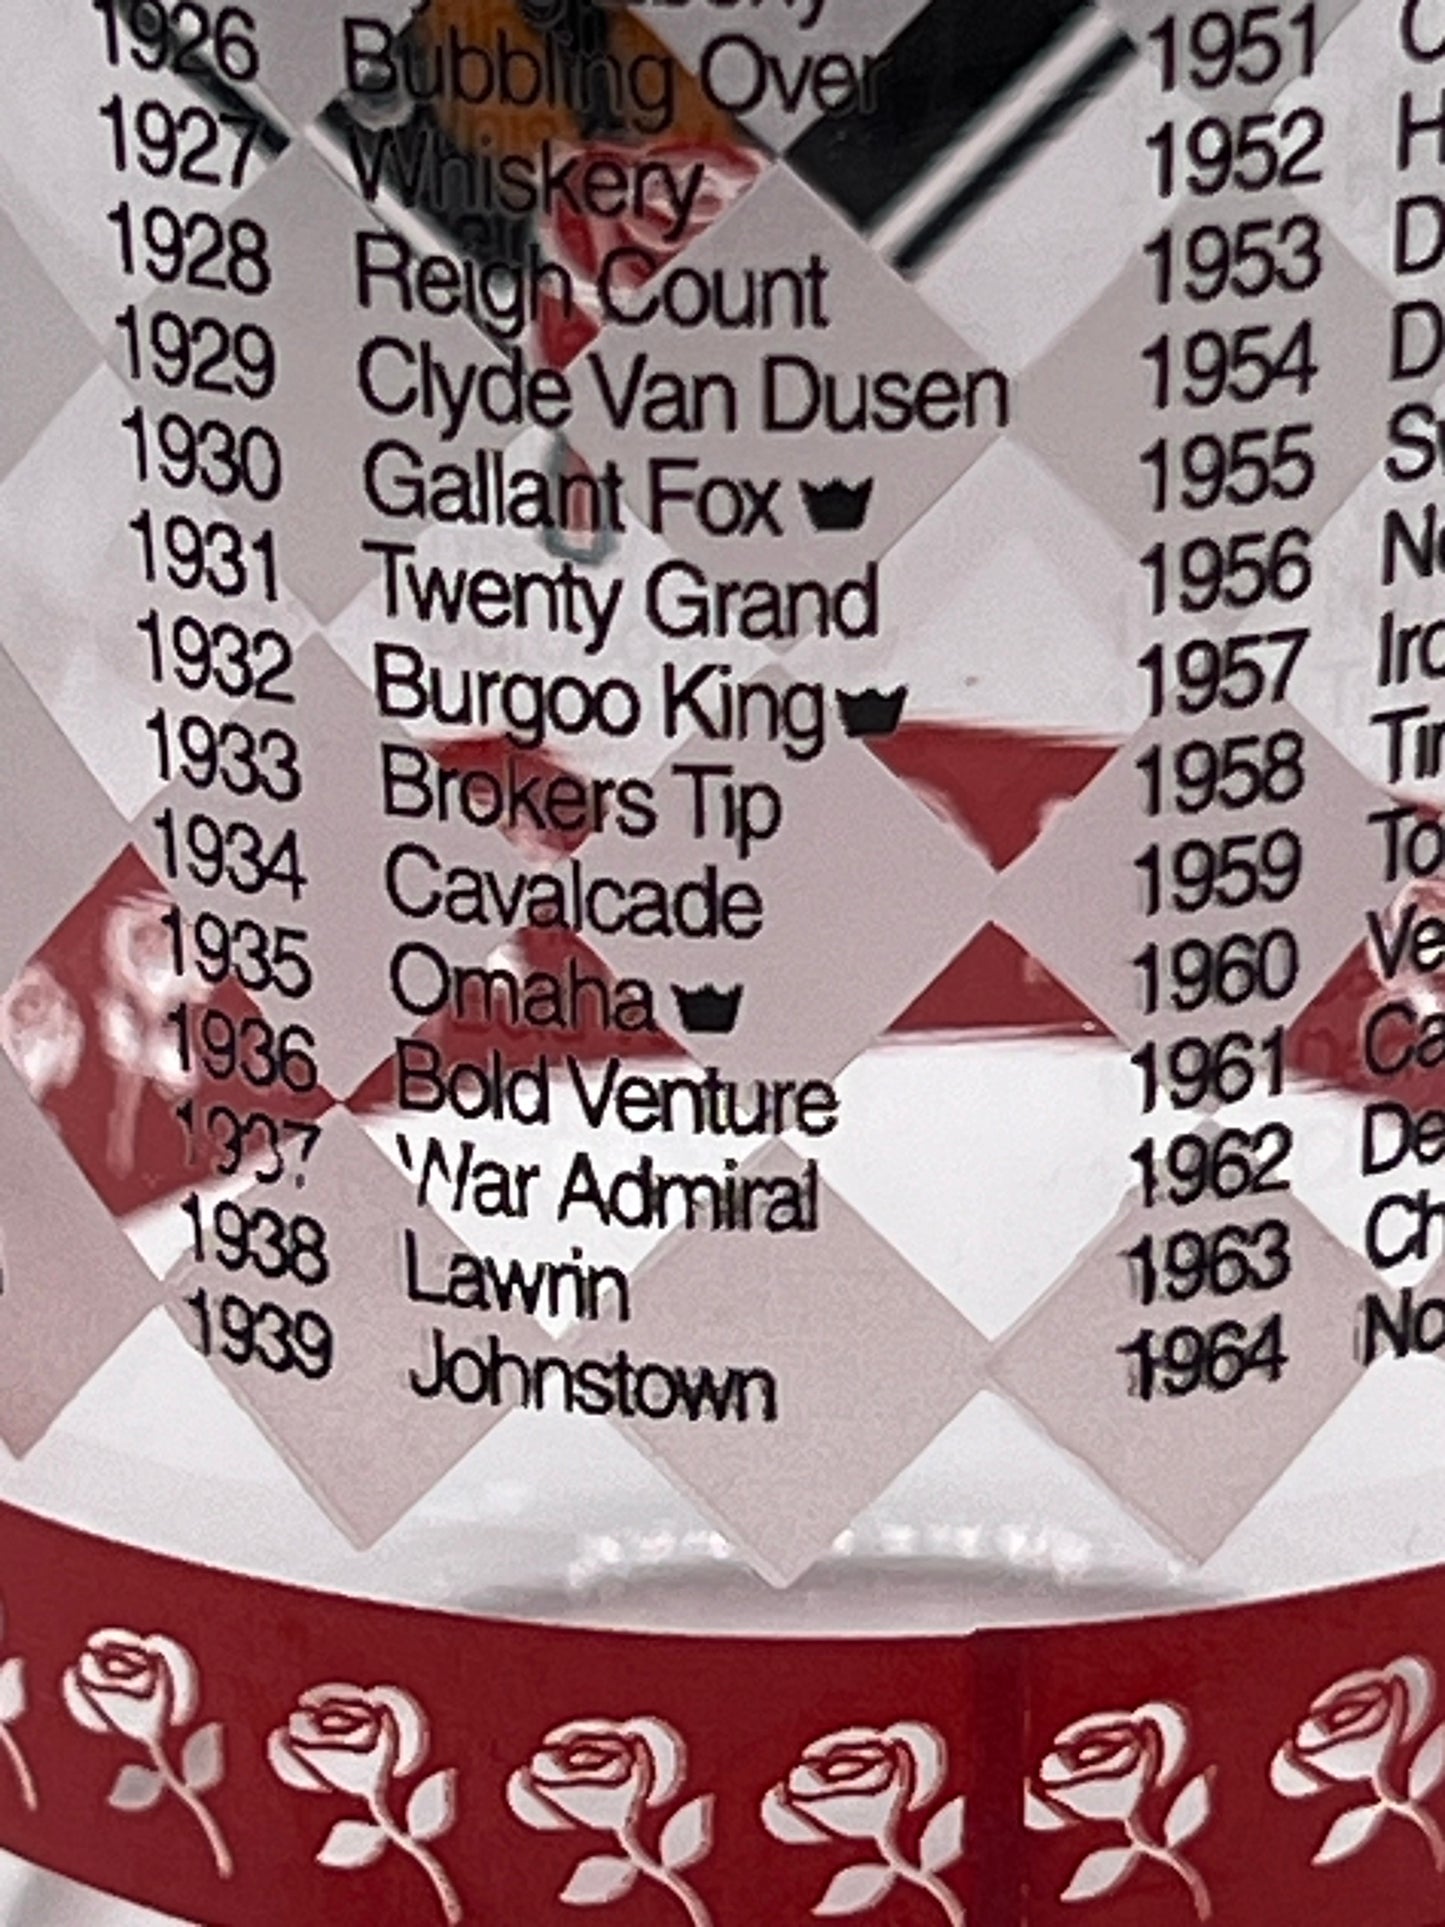 1926 Bubbling Over
1927 Whiskery
1928 Reigh Count
1929 Clyde Van Dusen
1930 Gallant Fox
1931 Twenty Grand
1932 Burgoo King
1933 Brokers Tip
1934 Cavalcade
1935 Omaha
1936 Bold Venture
1937 War Admiral
1938 Lawrin
1939 Johnstown
1951
1952
1953
1954
1955
1956
1957
1958
1959
1960
1961
1962
1963
1964